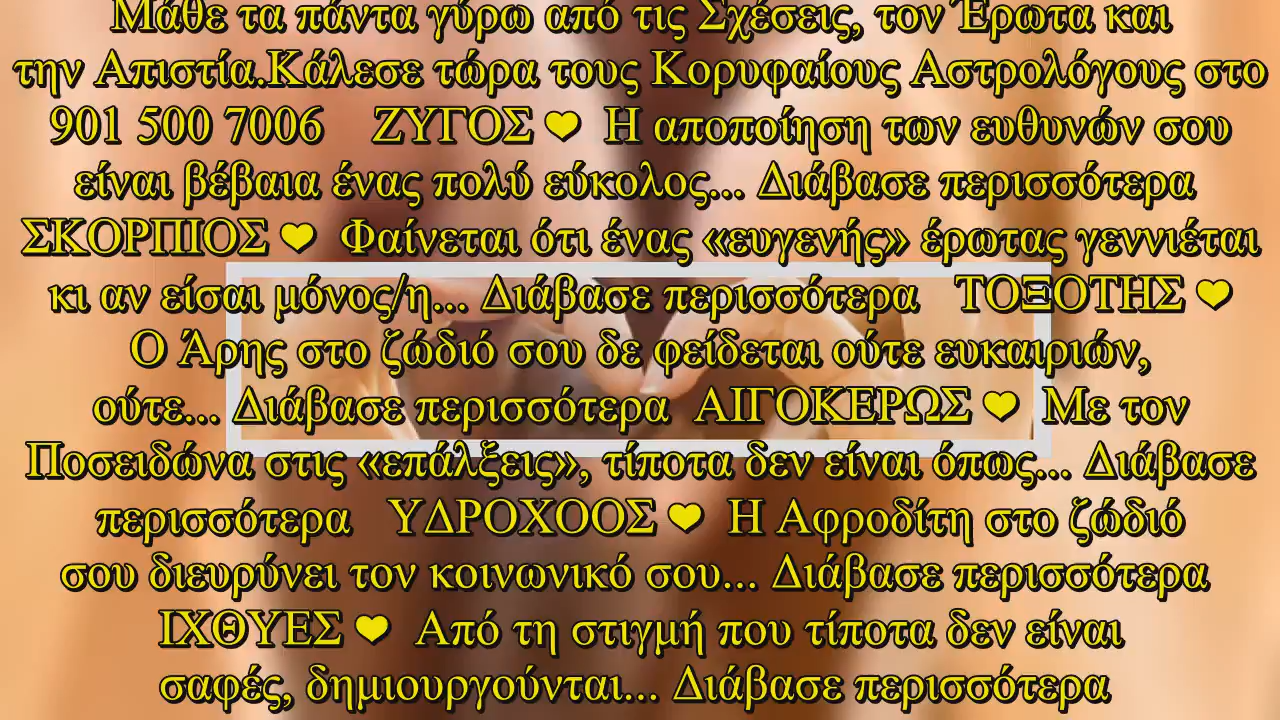 Μάθε τα πάντα γύρω από τις Σχέσεις, τον Έρωτα και
την Απιστία.Κάλεσε τώρα τους Κορυφαίους Αστρολόγους στο
901 500 7006 ΖΥΓΟΣ ❤ Η αποποίηση των ευθυνών σου
είναι βέβαια ένας πολύ εύκολος... Διάβασε περισσότερα
ΣΚΟΡΠΙΟΣ ❤ Φαίνεται ότι ένας «ευγενής» έρωτας γεννιέται
κι αν είσαι μόνος/η... Διάβασε περισσότερα ΤΟΞΟΤΗΣ ❤
Ο Άρης στο ζώδιό σου δε φείδεται ούτε ευκαιριών,
ούτε... Διάβασε περισσότερα ΑΙΓΟΚΕΡΩΣ ❤ Με τον
Ποσειδώνα στις «επάλξεις», τίποτα δεν είναι όπως... Διάβασε
περισσότερα ΥΔΡΟΧΟΟΣ ❤ Η Αφροδίτη στο ζώδιό
σου διευρύνει τον κοινωνικό σου... Διάβασε περισσότερα
ΙΧΘΥΕΣ ❤ Από τη στιγμή που τίποτα δεν είναι
σαφές, δημιουργούνται... Διάβασε περισσότερα